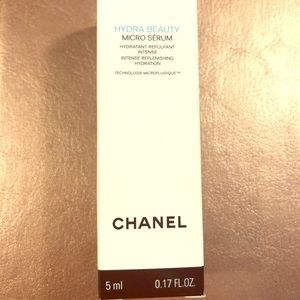 HYDRA BEAUTY
MICRO SÉRUM
HYDRATANT REPULPANT
INTENSE
INTENSE REPLENISHING
HYDRATION
TECHNOLOGIE MICROFLUIDIQUE™
CHANEL
5 ml 0.17 FL.OZ.